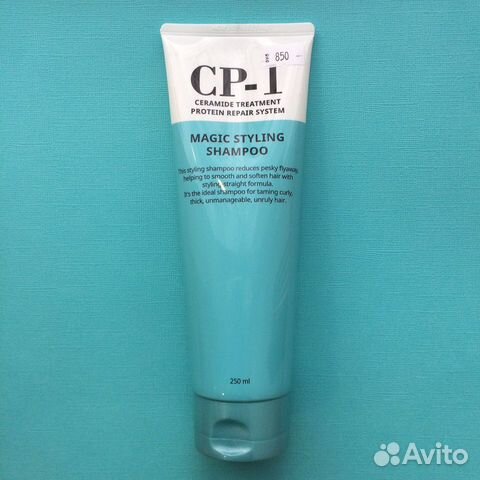 850
CP-1
CERAMIDE TREATMENT
PROTEIN REPAIR SYSTEM
MAGIC STYLING
SHAMPOO
This styling shampoo reduces pesky flyaways
helping to smooth and soften hair with
styling straight formula.
It's the ideal shampoo for taming curly,
thick, unmanageable, unruly hair.
250 ml
Avito